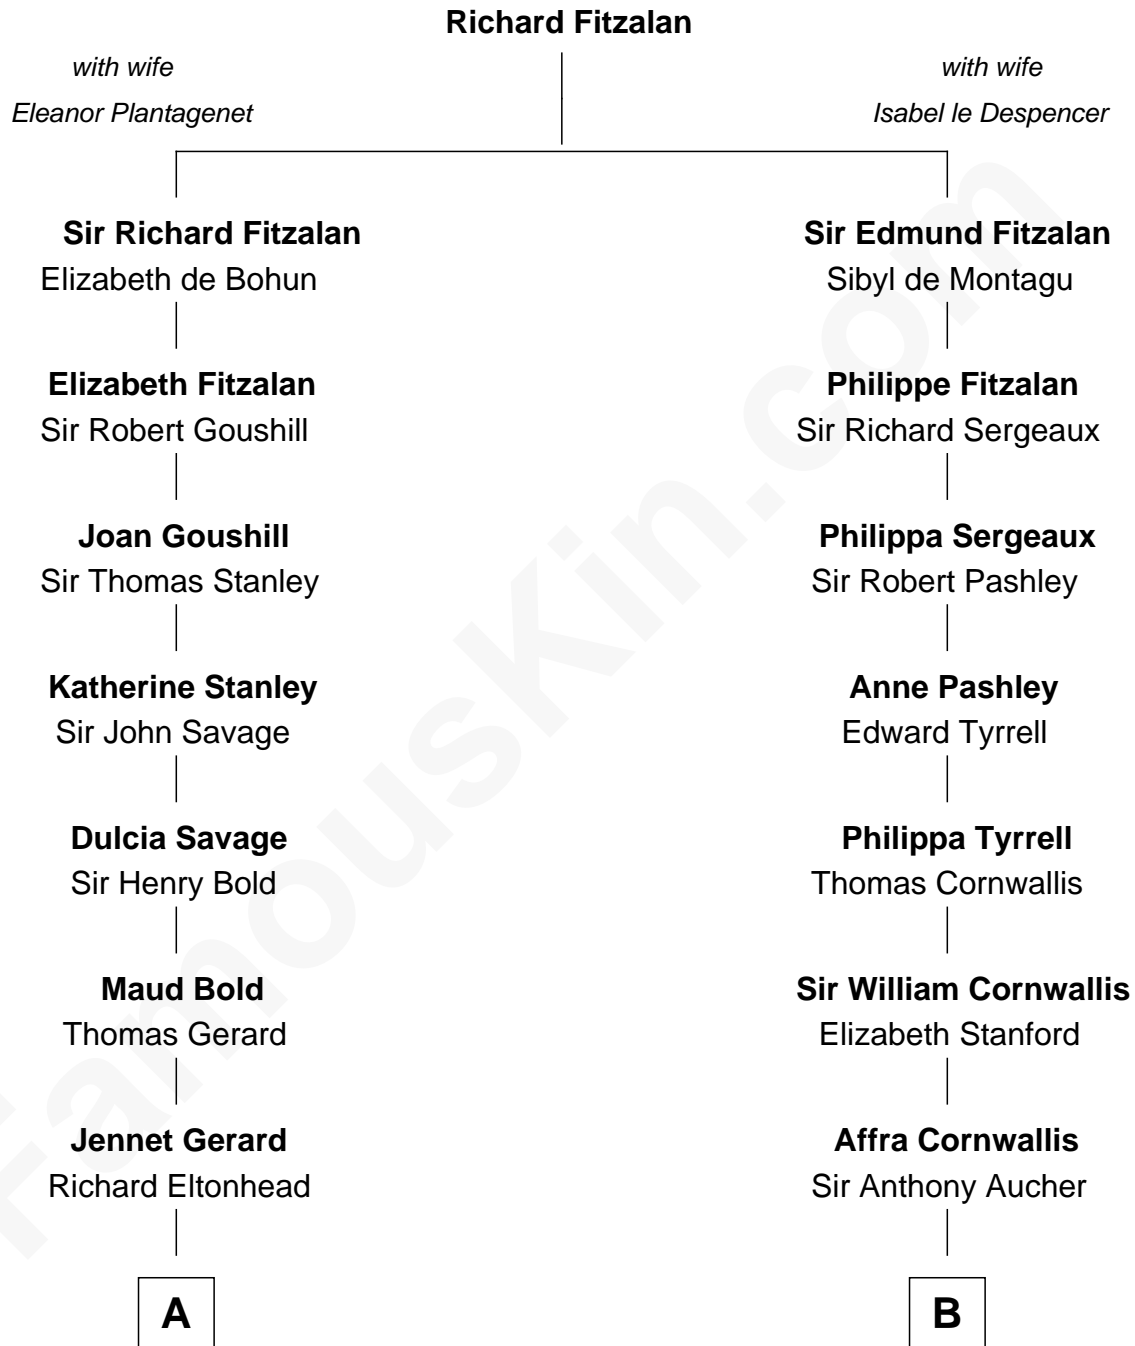 Richard Fitzalan
with wife
Eleanor Plantagenet
with wife
Isabel le Despencer
Sir Richard Fitzalan
Elizabeth de Bohun
Sir Edmund Fitzalan
Sibyl de Montagu
Elizabeth Fitzalan
Sir Robert Goushill
Philippe Fitzalan
Sir Richard Sergeaux
Joan Goushill
Sir Thomas Stanley
Philippa Sergeaux
Sir Robert Pashley
Katherine Stanley
Sir John Savage
Anne Pashley
Edward Tyrrell
Dulcia Savage
Sir Henry Bold
Philippa Tyrrell
Thomas Cornwallis
Maud Bold
Thomas Gerard
Sir William Cornwallis
Elizabeth Stanford
Jennet Gerard
Richard Eltonhead
Affra Cornwallis
Sir Anthony Aucher
A
B
FamousKin.com